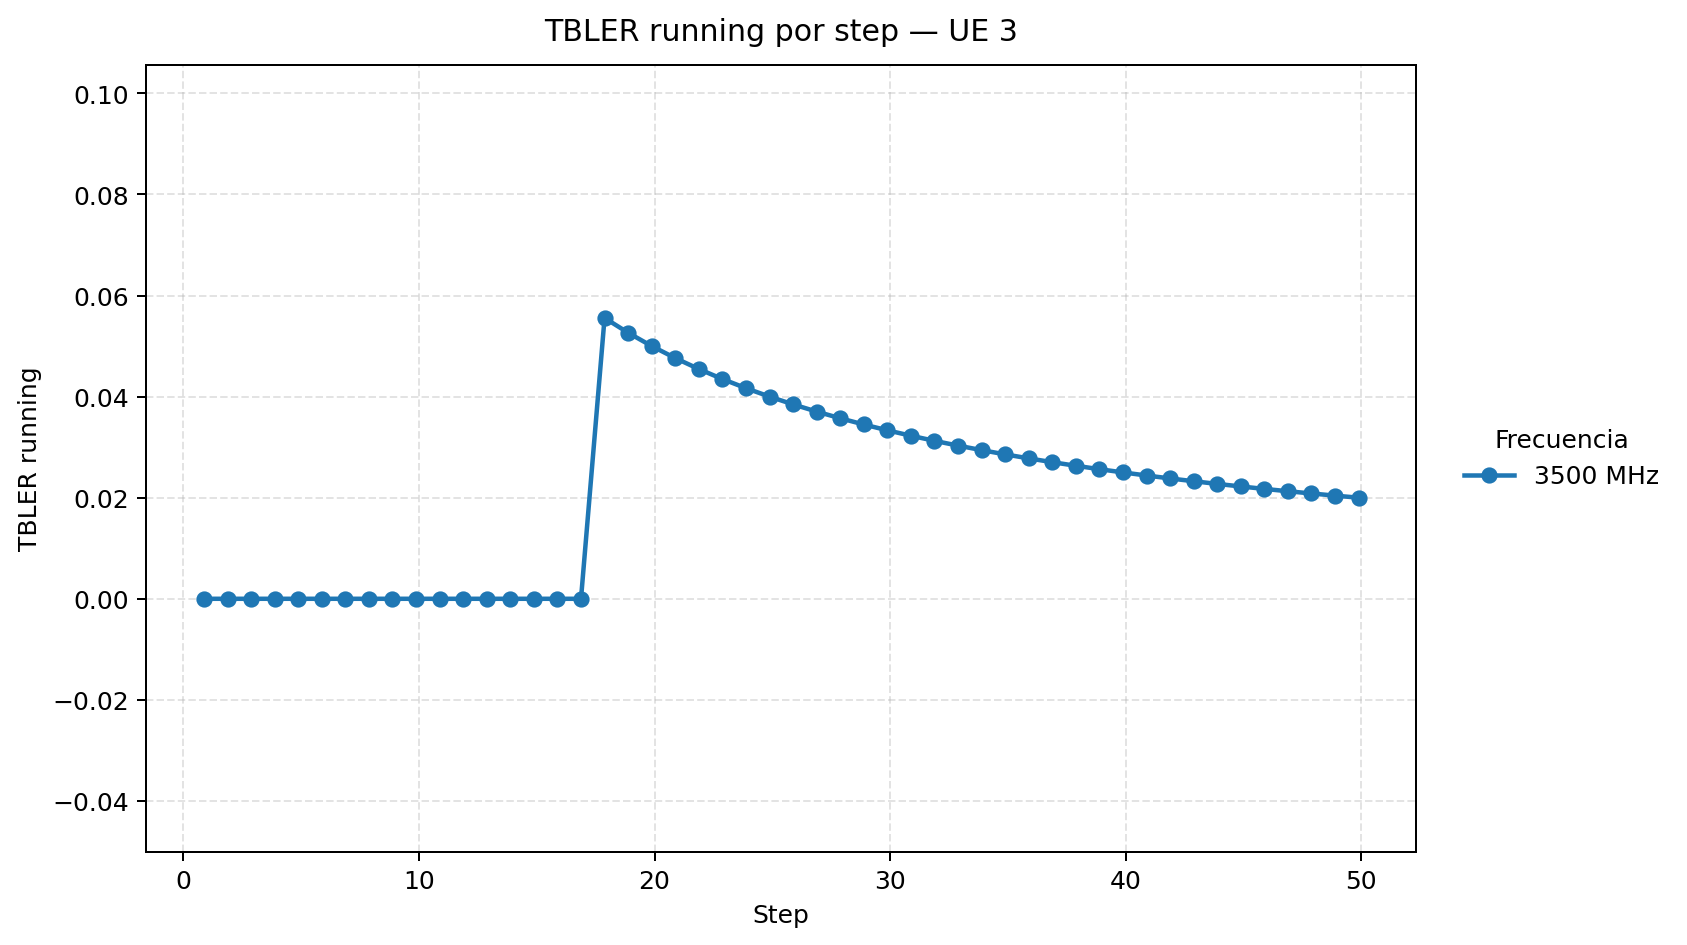 TBLER running por step — UE 3
0.10
0.08
0.06
0.04
0.02
0.00
−0.02
−0.04
TBLER running
0 10 20 30 40 50
Step
Frecuencia
3500 MHz